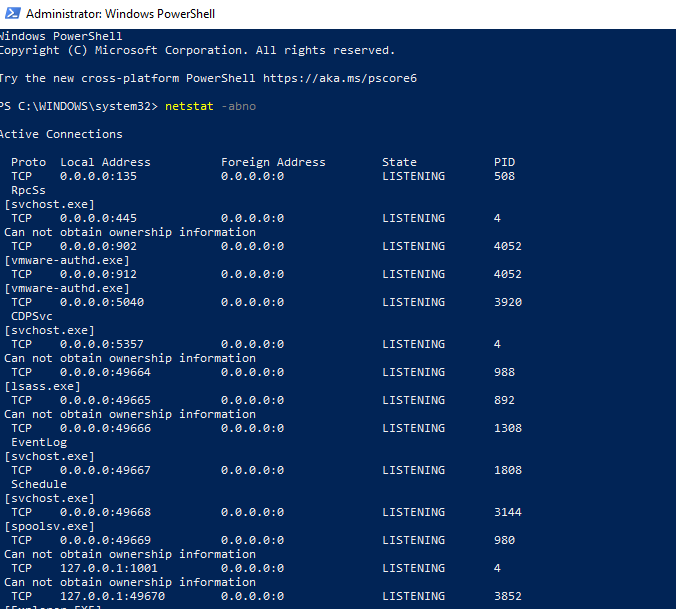 Administrator: Windows PowerShell
Windows PowerShell
Copyright (C) Microsoft Corporation. All rights reserved.
Try the new cross-platform PowerShell https://aka.ms/pscore6
PS C:\WINDOWS\system32> netstat -abno
Active Connections
Proto Local Address Foreign Address State PID
TCP 0.0.0.0:135 0.0.0.0:0 LISTENING 508
RpcSs
[svchost.exe]
TCP 0.0.0.0:445 0.0.0.0:0 LISTENING 4
Can not obtain ownership information
TCP 0.0.0.0:902 0.0.0.0:0 LISTENING 4052
[vmware-authd.exe]
TCP 0.0.0.0:912 0.0.0.0:0 LISTENING 4052
[vmware-authd.exe]
TCP 0.0.0.0:5040 0.0.0.0:0 LISTENING 3920
CDPSvc
[svchost.exe]
TCP 0.0.0.0:5357 0.0.0.0:0 LISTENING 4
Can not obtain ownership information
TCP 0.0.0.0:49664 0.0.0.0:0 LISTENING 988
[lsass.exe]
TCP 0.0.0.0:49665 0.0.0.0:0 LISTENING 892
Can not obtain ownership information
TCP 0.0.0.0:49666 0.0.0.0:0 LISTENING 1308
EventLog
[svchost.exe]
TCP 0.0.0.0:49667 0.0.0.0:0 LISTENING 1808
Schedule
[svchost.exe]
TCP 0.0.0.0:49668 0.0.0.0:0 LISTENING 3144
[spoolsv.exe]
TCP 0.0.0.0:49669 0.0.0.0:0 LISTENING 980
Can not obtain ownership information
TCP 127.0.0.1:1001 0.0.0.0:0 LISTENING 4
Can not obtain ownership information
TCP 127.0.0.1:49670 0.0.0.0:0 LISTENING 3852
[Explorer.EXE]